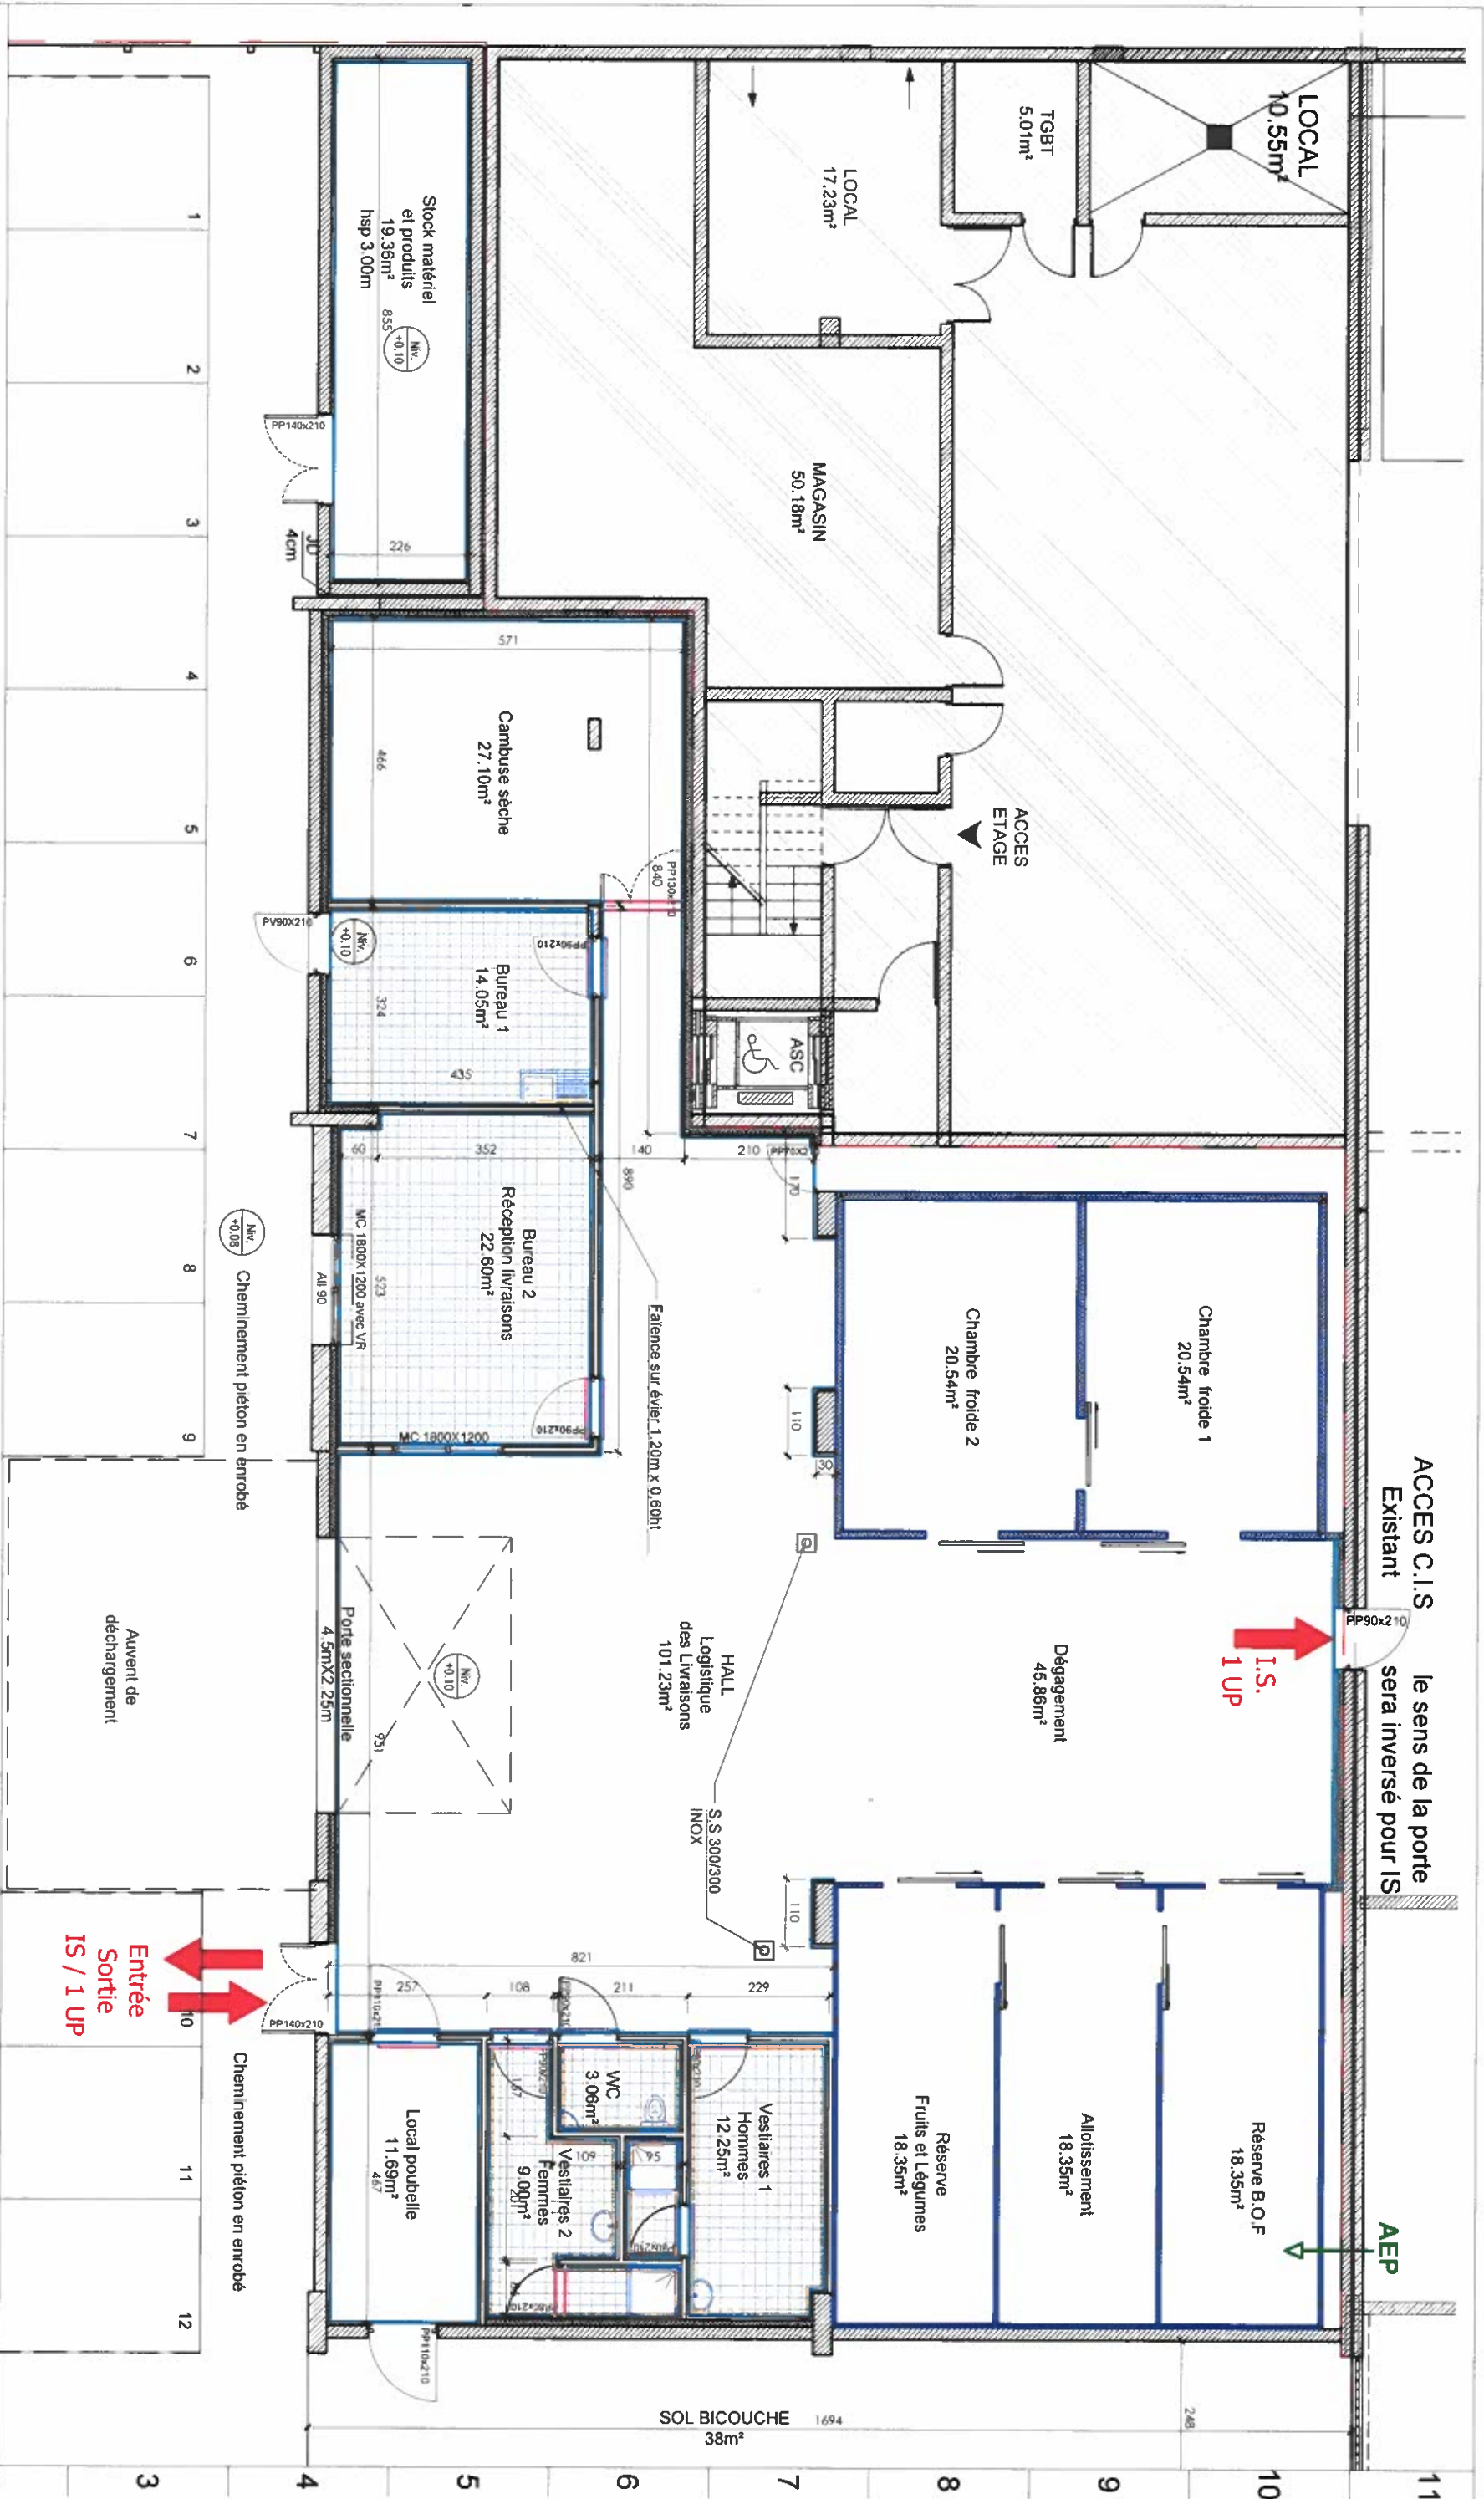 LOCAL
10.55m²
TGBT
5.01m²
LOCAL
17.23m²
MAGASIN
50.18m²
Stock matériel
et produits
19.36m²
hsp 3.00m
855
Niv.
+0.10
226
PP140x210
JD
4cm
1
2
3
4
5
6
7
8
9
10
11
12
ACCES
ETAGE
ASC
571
Cambuse sèche
27.10m²
466
840
PV90X210
Niv.
+0.10
PP90x210
Bureau 1
14.05m²
324
435
60
352
140
210
170
890
Bureau 2
Réception livraisons
22.60m²
MC 1800X1200 avec VR
523
All 90
PP90x210
MC 1800X1200
Niv.
+0.08
Cheminement piéton en enrobé
Faïence sur évier 1.20m x 0.60ht
Chambre froide 1
20.54m²
Chambre froide 2
20.54m²
110
30
ACCES C.I.S
Existant
le sens de la porte
sera inversé pour IS
PP90x210
I.S.
1 UP
Dégagement
45.86m²
HALL
Logistique
des Livraisons
101.23m²
S.S 300/300
INOX
Porte sectionnelle
4.5mX2.25m
Niv.
+0.10
951
Auvent de
déchargement
110
821
257
108
211
229
Entrée
Sortie
IS / 1 UP
PP140x210
Cheminement piéton en enrobé
Réserve B.O.F
18.35m²
Allotissement
18.35m²
Réserve
Fruits et Légumes
18.35m²
AEP
Vestiaires 1
Hommes
12.25m²
WC
3.06m²
109
95
Vestiaires 2
Femmes
9.00m²
Local poubelle
11.69m²
467
PP110x210
SOL BICOUCHE
38m²
1694
248
3
4
5
6
7
8
9
10
11